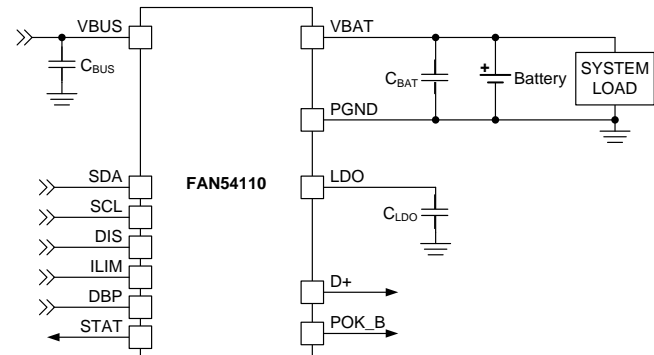 VBUS
VBAT
CBUS
CBAT
+
Battery
SYSTEM
LOAD
PGND
SDA
FAN54110
LDO
SCL
CLDO
DIS
ILIM
D+
DBP
STAT
POK_B